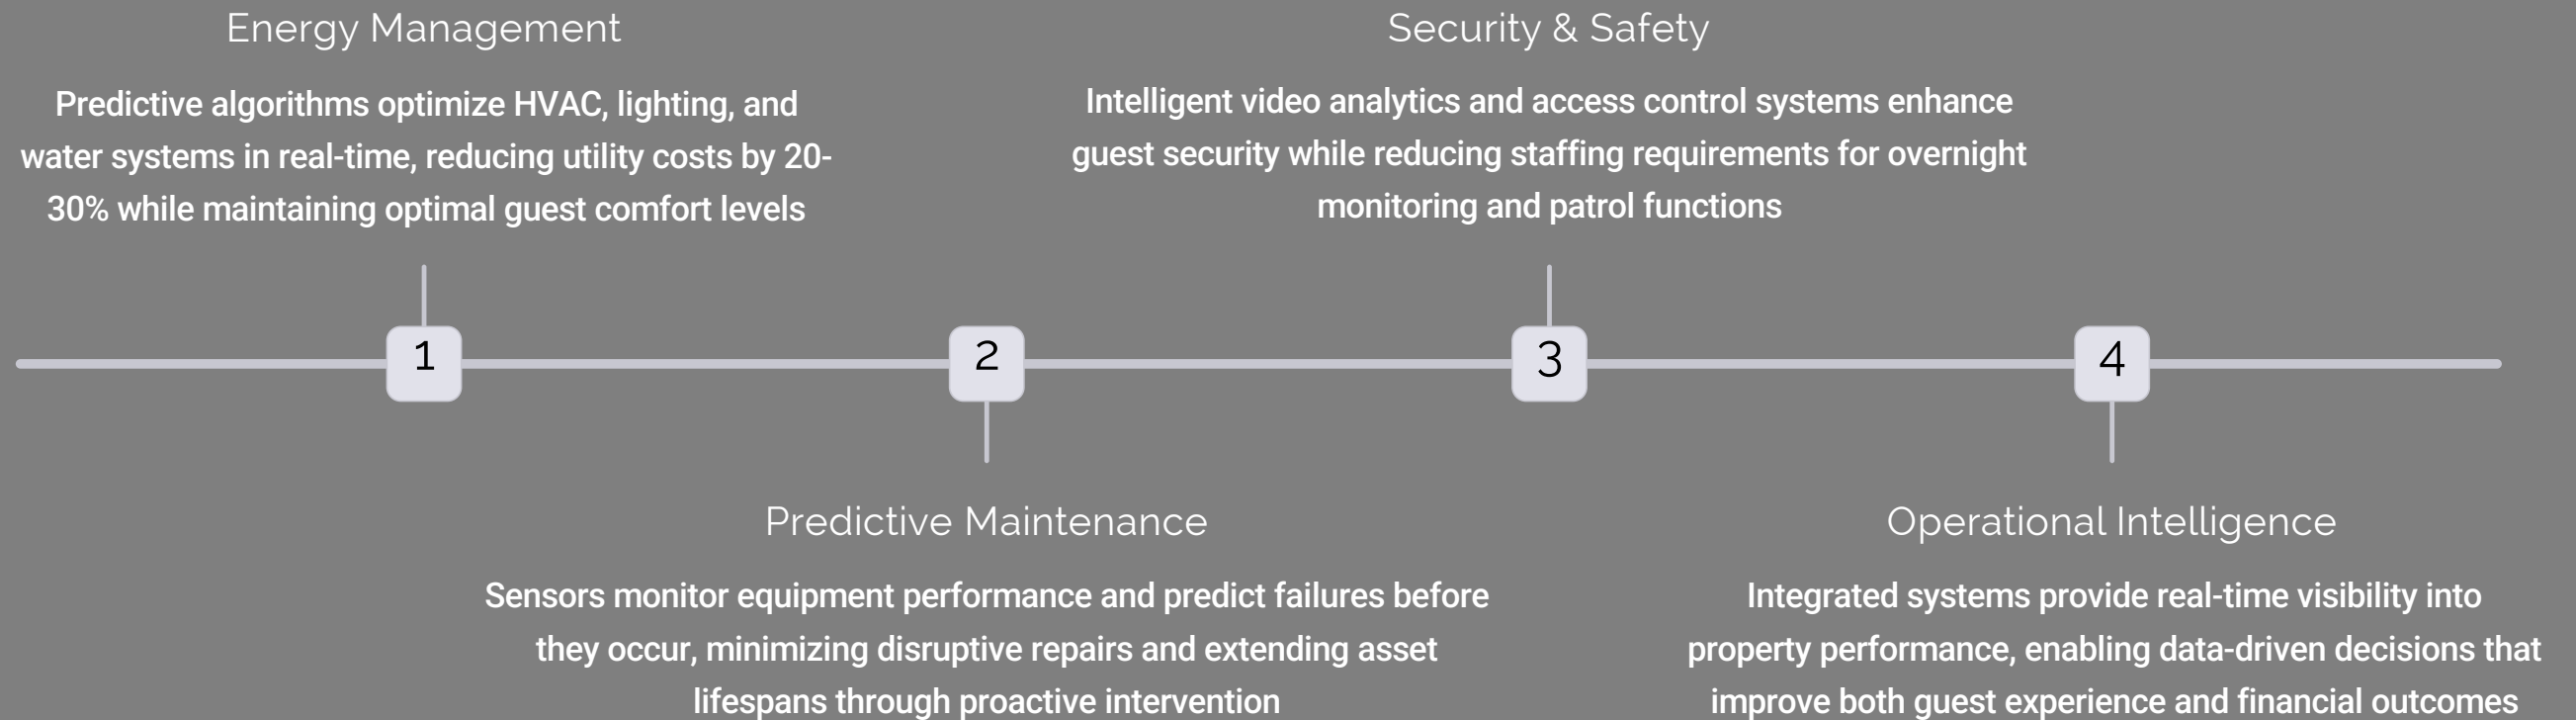 Energy Management
Predictive algorithms optimize HVAC, lighting, and
water systems in real-time, reducing utility costs by 20-
30% while maintaining optimal guest comfort levels
Security & Safety
Intelligent video analytics and access control systems enhance
guest security while reducing staffing requirements for overnight
monitoring and patrol functions
1
2
3
4
Predictive Maintenance
Sensors monitor equipment performance and predict failures before
they occur, minimizing disruptive repairs and extending asset
lifespans through proactive intervention
Operational Intelligence
Integrated systems provide real-time visibility into
property performance, enabling data-driven decisions that
improve both guest experience and financial outcomes